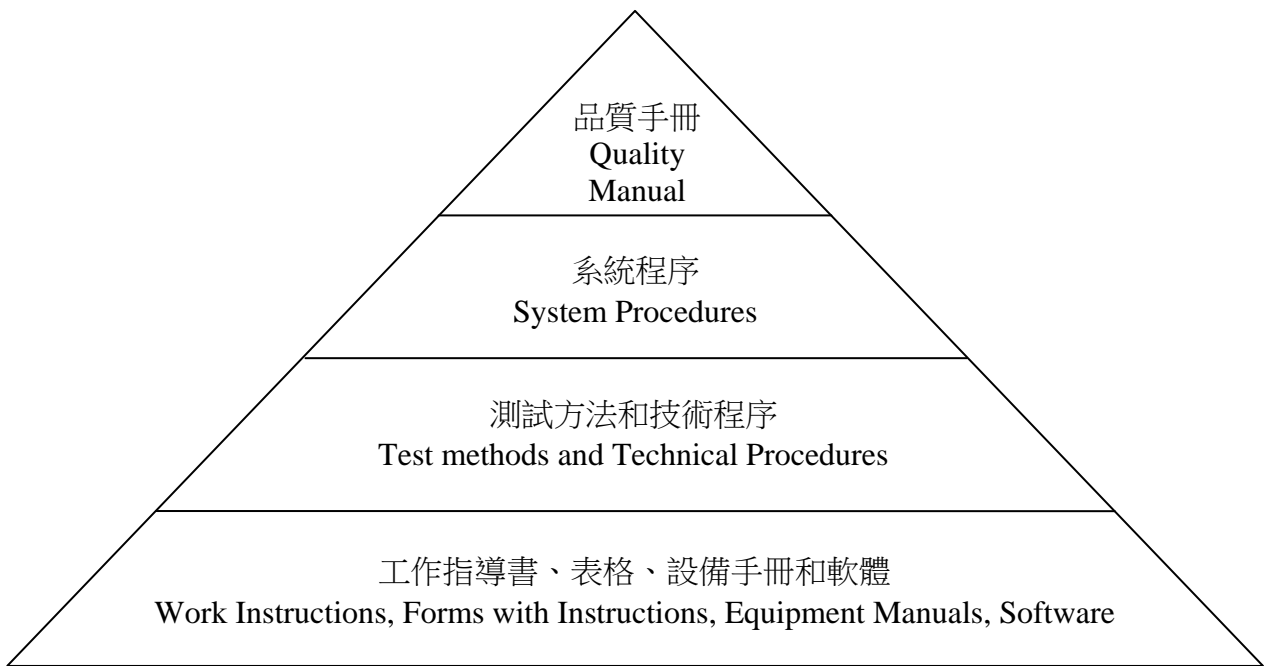 品質手冊
Quality
Manual
系統程序
System Procedures
測試方法和技術程序
Test methods and Technical Procedures
工作指導書、表格、設備手冊和軟體
Work Instructions, Forms with Instructions, Equipment Manuals, Software